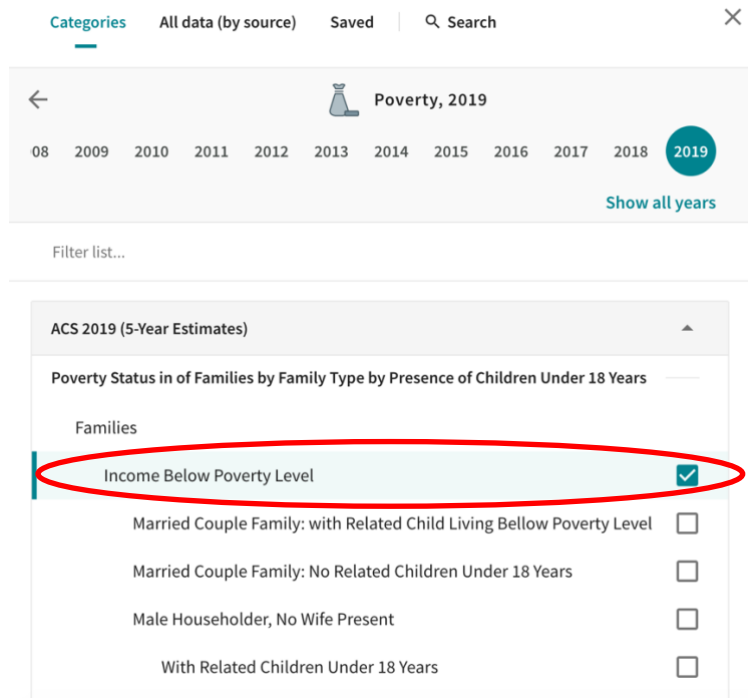 Categories All data (by source) Saved Search
Poverty, 2019
08 2009 2010 2011 2012 2013 2014 2015 2016 2017 2018 2019
Show all years
Filter list...
ACS 2019 (5-Year Estimates)
Poverty Status in of Families by Family Type by Presence of Children Under 18 Years
Families
Income Below Poverty Level
Married Couple Family: with Related Child Living Bellow Poverty Level
Married Couple Family: No Related Children Under 18 Years
Male Householder, No Wife Present
With Related Children Under 18 Years